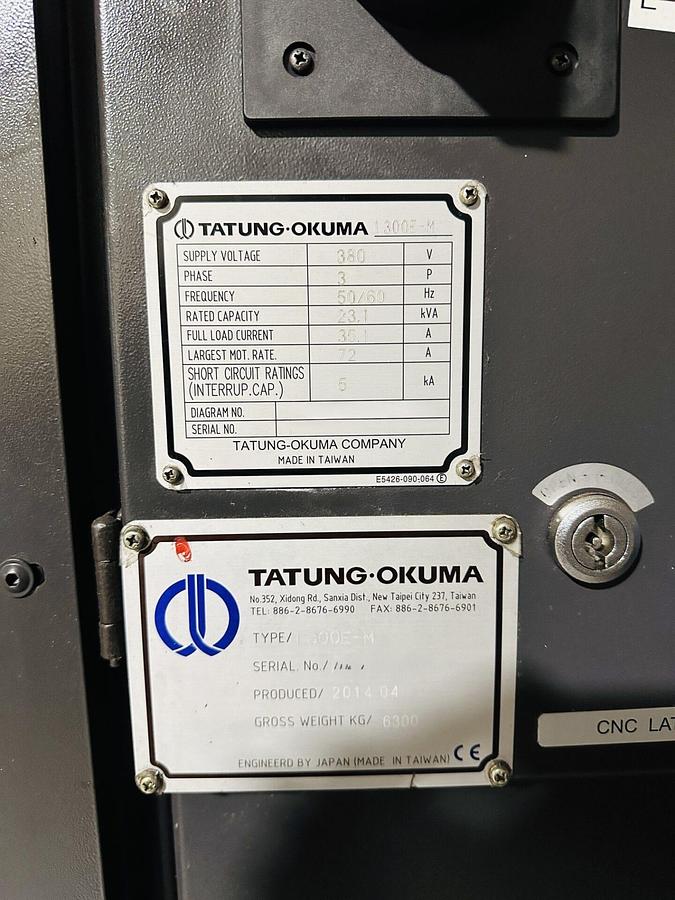 TATUNG·OKUMA 1300E-M
SUPPLY VOLTAGE 380 V
PHASE 3 P
FREQUENCY 50/60 Hz
RATED CAPACITY 23.1 kVA
FULL LOAD CURRENT 35.1 A
LARGEST MOT. RATE. 72 A
SHORT CIRCUIT RATINGS
(INTERRUP.CAP.) 5 kA
DIAGRAM NO.
SERIAL NO.
TATUNG-OKUMA COMPANY
MADE IN TAIWAN
E5426-090-064 E
TATUNG·OKUMA
No.352, Xidong Rd., Sanxia Dist., New Taipei City 237, Taiwan
TEL: 886-2-8676-6990 FAX: 886-2-8676-6901
TYPE/ 1300E-M
SERIAL. No./
PRODUCED/ 2014.04
GROSS WEIGHT KG/ 6300
ENGINEERD BY JAPAN (MADE IN TAIWAN) CE
CNC LAT